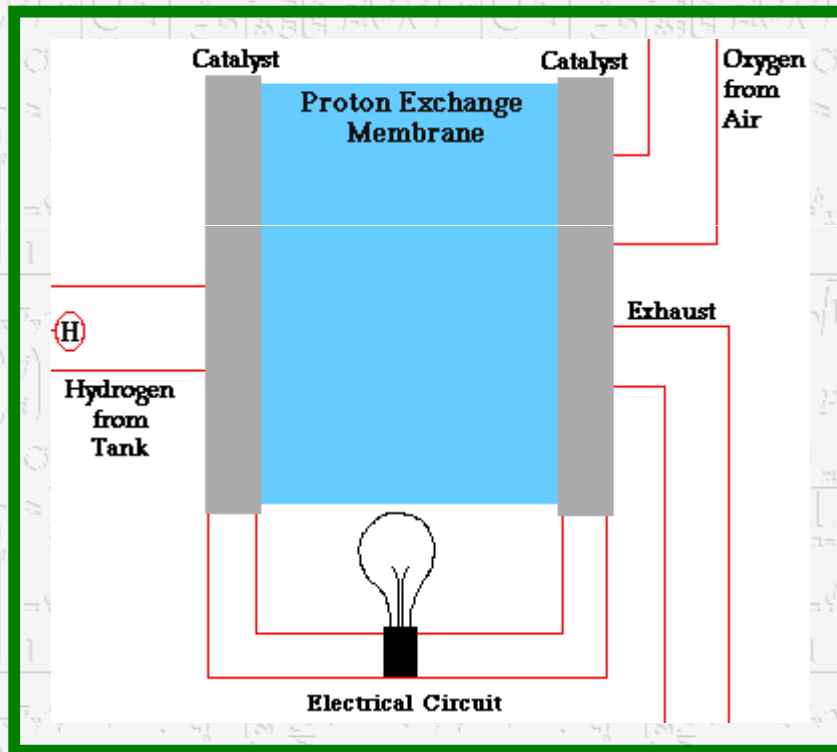 Catalyst
Proton Exchange
Membrane
Catalyst
Oxygen
from
Air
H
Hydrogen
from
Tank
Exhaust
Electrical Circuit